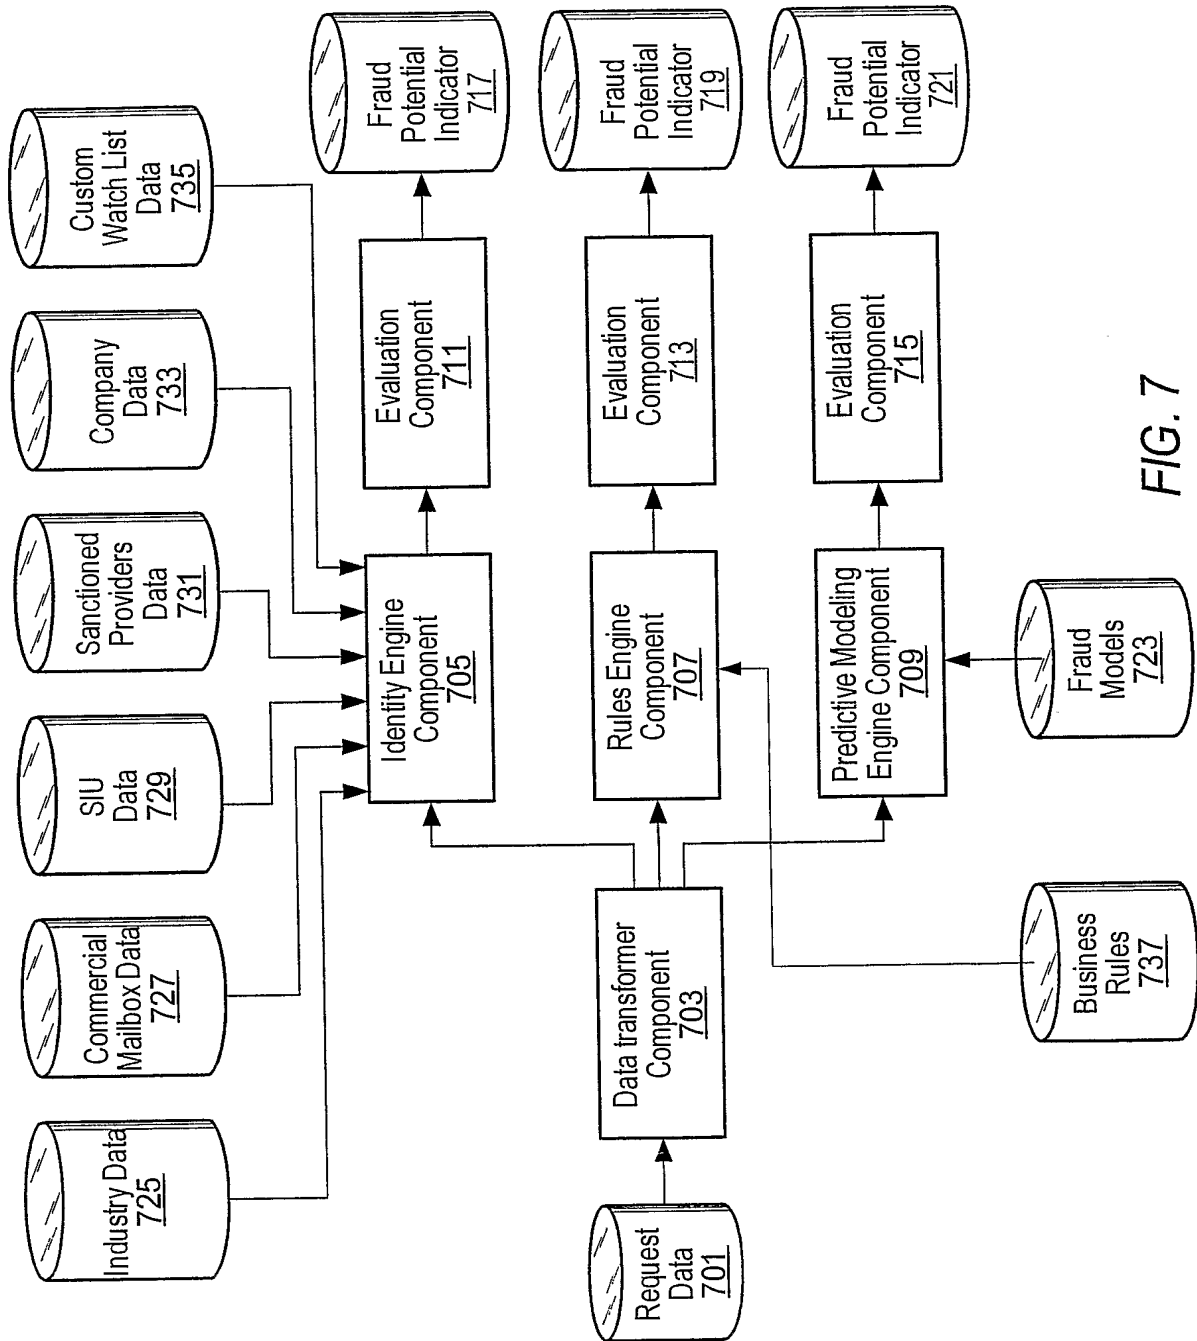 Industry Data
725
Commercial
Mailbox Data
727
SIU
Data
729
Sanctioned
Providers
Data
731
Company
Data
733
Custom
Watch List
Data
735
Identity Engine
Component
705
Evaluation
Component
711
Fraud
Potential
Indicator
717
Request
Data
701
Data transformer
Component
703
Rules Engine
Component
707
Evaluation
Component
713
Fraud
Potential
Indicator
719
Predictive Modeling
Engine Component
709
Evaluation
Component
715
Fraud
Potential
Indicator
721
Business
Rules
737
Fraud
Models
723
FIG. 7